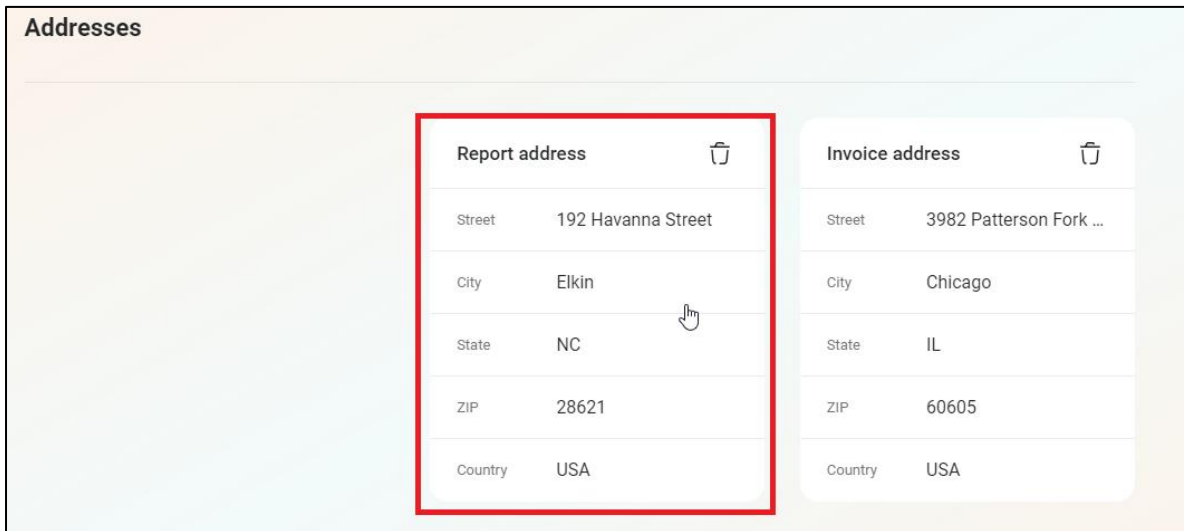 Addresses
Report address
Street 192 Havanna Street
City Elkin
State NC
ZIP 28621
Country USA
Invoice address
Street 3982 Patterson Fork ...
City Chicago
State IL
ZIP 60605
Country USA